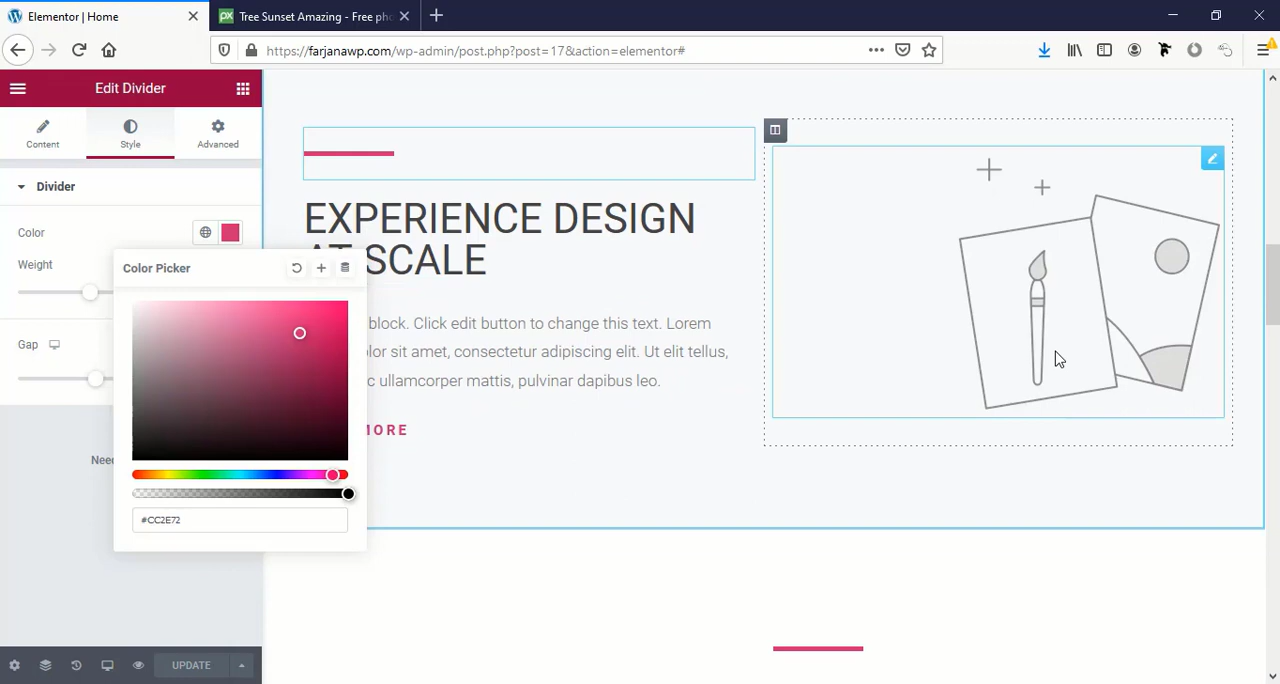 Elementor | Home
Tree Sunset Amazing - Free pho
https://farjanawp.com/wp-admin/post.php?post=17&action=elementor#
Edit Divider
Content
Style
Advanced
Divider
Color
Weight
Color Picker
Gap
#CC2E72
Need
UPDATE
EXPERIENCE DESIGN
AT SCALE
block. Click edit button to change this text. Lorem
olor sit amet, consectetur adipiscing elit. Ut elit tellus,
c ullamcorper mattis, pulvinar dapibus leo.
MORE